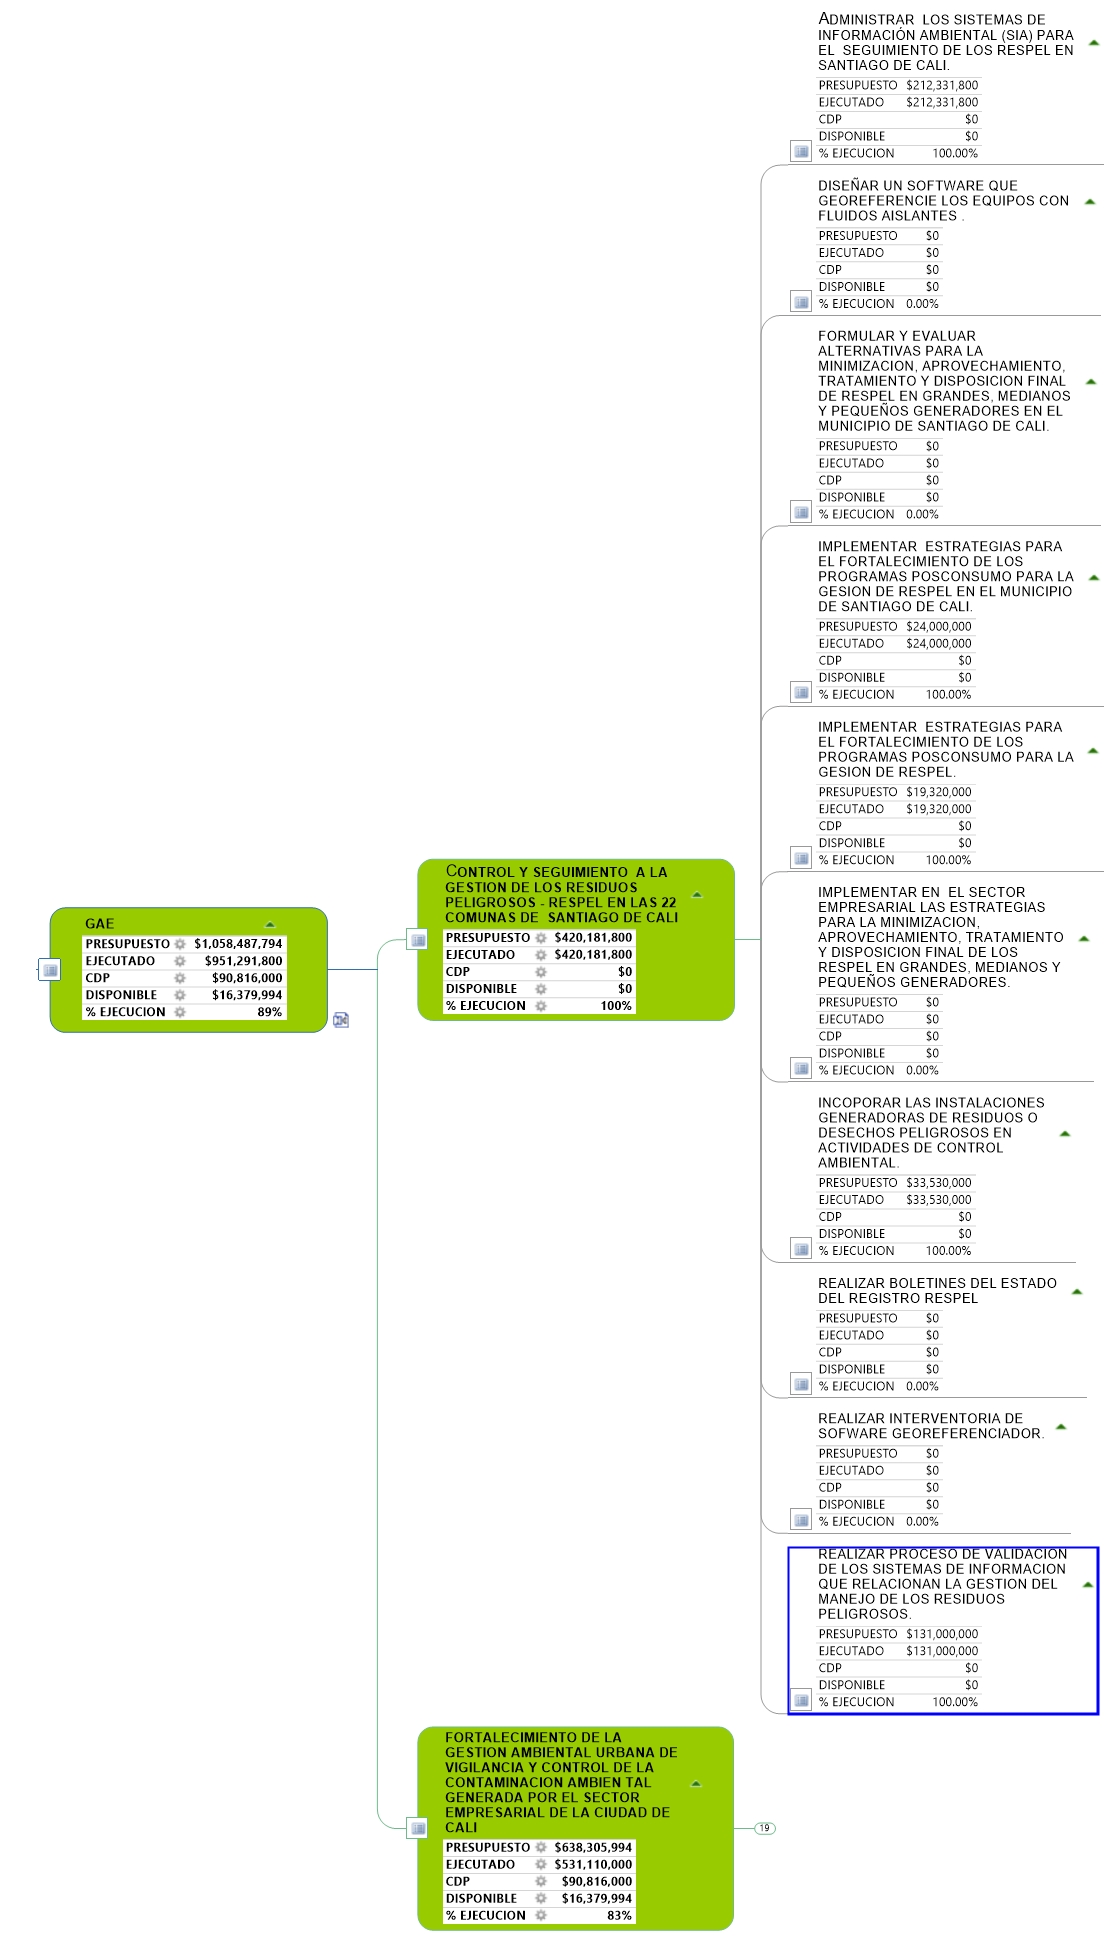 GAE
PRESUPUESTO $1,058,487,794
EJECUTADO $951,291,800
CDP $90,816,000
DISPONIBLE $16,379,994
% EJECUCION 89%
CONTROL Y SEGUIMIENTO A LA
GESTION DE LOS RESIDUOS
PELIGROSOS - RESPEL EN LAS 22
COMUNAS DE SANTIAGO DE CALI
PRESUPUESTO $420,181,800
EJECUTADO $420,181,800
CDP $0
DISPONIBLE $0
% EJECUCION 100%
ADMINISTRAR LOS SISTEMAS DE
INFORMACIÓN AMBIENTAL (SIA) PARA
EL SEGUIMIENTO DE LOS RESPEL EN
SANTIAGO DE CALI.
PRESUPUESTO $212,331,800
EJECUTADO $212,331,800
CDP $0
DISPONIBLE $0
% EJECUCION 100.00%
DISEÑAR UN SOFTWARE QUE
GEOREFERENCIE LOS EQUIPOS CON
FLUIDOS AISLANTES .
PRESUPUESTO $0
EJECUTADO $0
CDP $0
DISPONIBLE $0
% EJECUCION 0.00%
FORMULAR Y EVALUAR
ALTERNATIVAS PARA LA
MINIMIZACION, APROVECHAMIENTO,
TRATAMIENTO Y DISPOSICION FINAL
DE RESPEL EN GRANDES, MEDIANOS
Y PEQUEÑOS GENERADORES EN EL
MUNICIPIO DE SANTIAGO DE CALI.
PRESUPUESTO $0
EJECUTADO $0
CDP $0
DISPONIBLE $0
% EJECUCION 0.00%
IMPLEMENTAR ESTRATEGIAS PARA
EL FORTALECIMIENTO DE LOS
PROGRAMAS POSCONSUMO PARA LA
GESION DE RESPEL EN EL MUNICIPIO
DE SANTIAGO DE CALI.
PRESUPUESTO $24,000,000
EJECUTADO $24,000,000
CDP $0
DISPONIBLE $0
% EJECUCION 100.00%
IMPLEMENTAR ESTRATEGIAS PARA
EL FORTALECIMIENTO DE LOS
PROGRAMAS POSCONSUMO PARA LA
GESION DE RESPEL.
PRESUPUESTO $19,320,000
EJECUTADO $19,320,000
CDP $0
DISPONIBLE $0
% EJECUCION 100.00%
IMPLEMENTAR EN EL SECTOR
EMPRESARIAL LAS ESTRATEGIAS
PARA LA MINIMIZACION,
APROVECHAMIENTO, TRATAMIENTO
Y DISPOSICION FINAL DE LOS
RESPEL EN GRANDES, MEDIANOS Y
PEQUEÑOS GENERADORES.
PRESUPUESTO $0
EJECUTADO $0
CDP $0
DISPONIBLE $0
% EJECUCION 0.00%
INCOPORAR LAS INSTALACIONES
GENERADORAS DE RESIDUOS O
DESECHOS PELIGROSOS EN
ACTIVIDADES DE CONTROL
AMBIENTAL.
PRESUPUESTO $33,530,000
EJECUTADO $33,530,000
CDP $0
DISPONIBLE $0
% EJECUCION 100.00%
REALIZAR BOLETINES DEL ESTADO
DEL REGISTRO RESPEL
PRESUPUESTO $0
EJECUTADO $0
CDP $0
DISPONIBLE $0
% EJECUCION 0.00%
REALIZAR INTERVENTORIA DE
SOFWARE GEOREFERENCIADOR.
PRESUPUESTO $0
EJECUTADO $0
CDP $0
DISPONIBLE $0
% EJECUCION 0.00%
REALIZAR PROCESO DE VALIDACION
DE LOS SISTEMAS DE INFORMACION
QUE RELACIONAN LA GESTION DEL
MANEJO DE LOS RESIDUOS
PELIGROSOS.
PRESUPUESTO $131,000,000
EJECUTADO $131,000,000
CDP $0
DISPONIBLE $0
% EJECUCION 100.00%
FORTALECIMIENTO DE LA
GESTION AMBIENTAL URBANA DE
VIGILANCIA Y CONTROL DE LA
CONTAMINACION AMBIEN TAL
GENERADA POR EL SECTOR
EMPRESARIAL DE LA CIUDAD DE
CALI
PRESUPUESTO $638,305,994
EJECUTADO $531,110,000
CDP $90,816,000
DISPONIBLE $16,379,994
% EJECUCION 83%
19